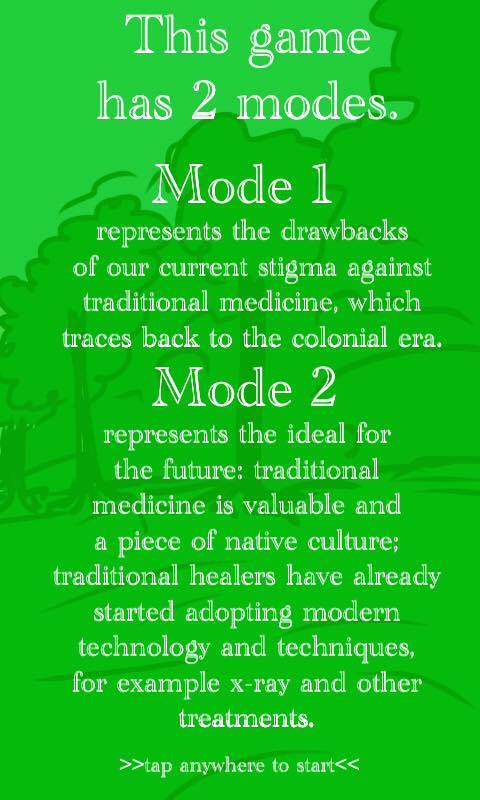 This game
has 2 modes.
Mode 1
represents the drawbacks
of our current stigma against
traditional medicine, which
traces back to the colonial era.
Mode 2
represents the ideal for
the future: traditional
medicine is valuable and
a piece of native culture;
traditional healers have already
started adopting modern
technology and techniques,
for example x-ray and other
treatments.
>>tap anywhere to start<<